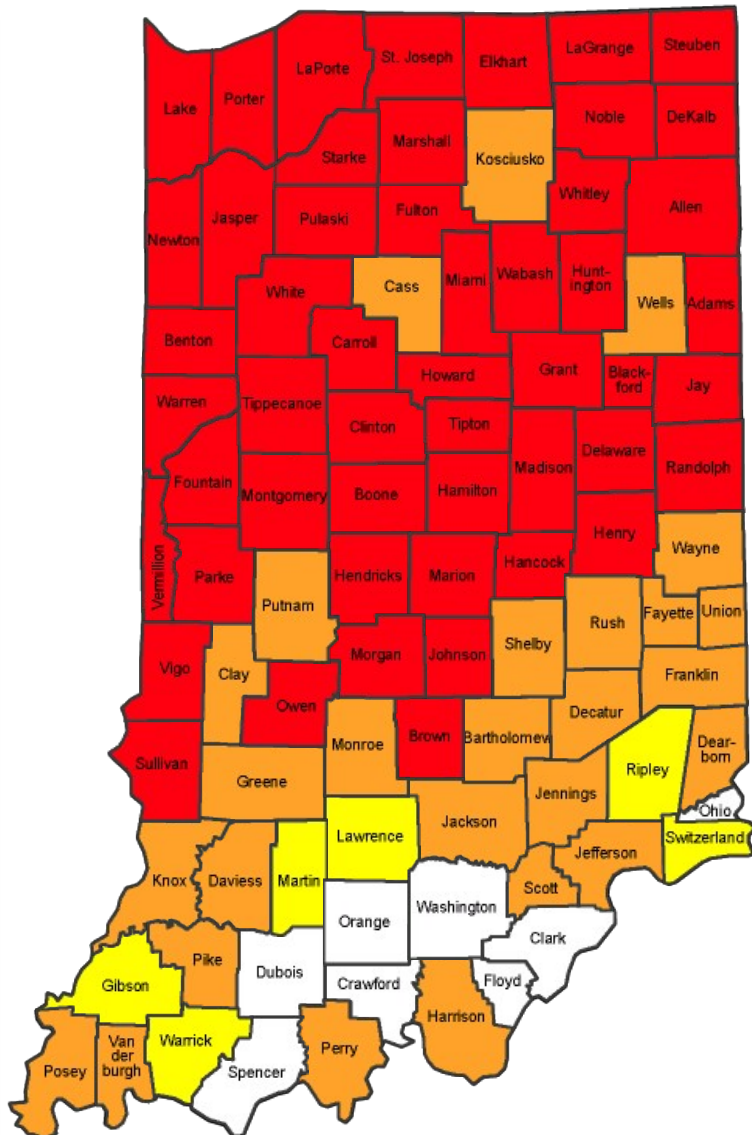 Lake
Porter
LaPorte
St. Joseph
Elkhart
LaGrange
Steuben
Noble
DeKalb
Starke
Marshall
Kosciusko
Whitley
Allen
Newton
Jasper
Pulaski
Fulton
White
Cass
Miami
Wabash
Hunt-
ington
Wells
Adams
Benton
Carroll
Howard
Grant
Black-
ford
Jay
Warren
Tippecanoe
Clinton
Tipton
Madison
Delaware
Randolph
Fountain
Montgomery
Boone
Hamilton
Henry
Vermillion
Parke
Putnam
Hendricks
Marion
Hancock
Wayne
Rush
Fayette
Union
Vigo
Clay
Owen
Morgan
Johnson
Shelby
Franklin
Sullivan
Greene
Monroe
Brown
Bartholomew
Decatur
Ripley
Dear-
born
Ohio
Knox
Daviess
Martin
Lawrence
Jackson
Jennings
Jefferson
Switzerland
Scott
Gibson
Pike
Dubois
Orange
Washington
Clark
Crawford
Floyd
Harrison
Posey
Van
der
burgh
Warrick
Spencer
Perry